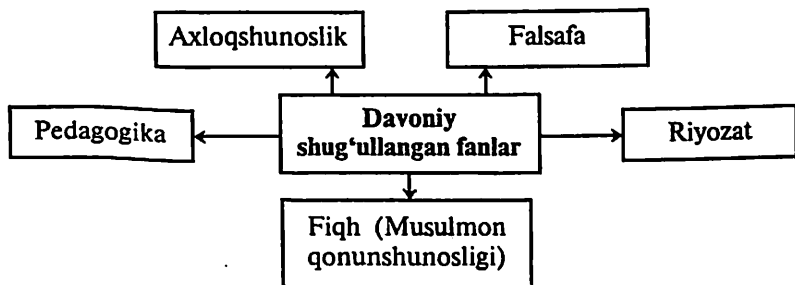 Axloqshunoslik
Falsafa
Pedagogika
Davoniy
shug‘ullangan fanlar
Riyozat
Fiqh (Musulmon
qonunshunosligi)